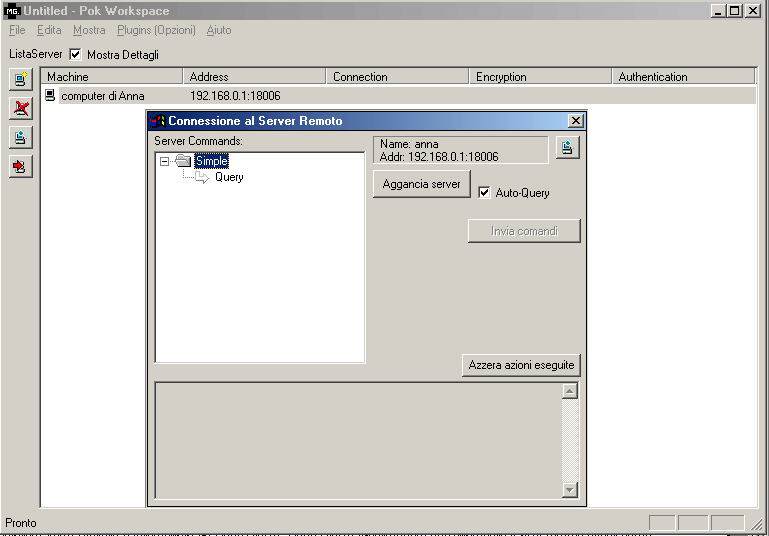 MG. Untitled - Pok Workspace
File Edita Mostra Plugins (Opzioni) Aiuto
ListaServer Mostra Dettagli
Machine Address Connection Encryption Authentication
computer di Anna 192.168.0.1:18006
Connessione al Server Remoto
Server Commands:
Name: anna
Addr: 192.168.0.1:18006
Simple
Query
Aggancia server Auto-Query
Invia comandi
Azzera azioni eseguite
Pronto